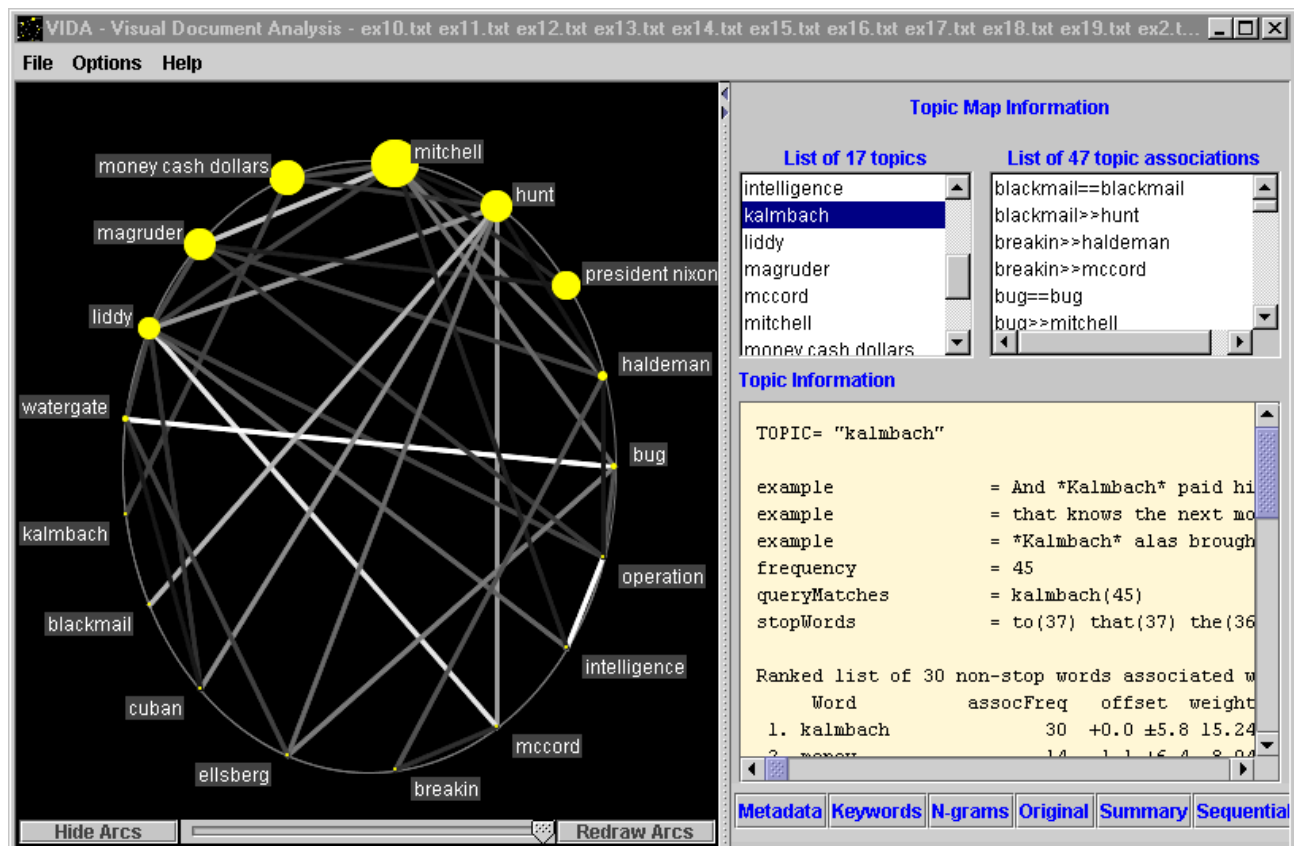 VIDA - Visual Document Analysis - ex10.txt ex11.txt ex12.txt ex13.txt ex14.txt ex15.txt ex16.txt ex17.txt ex18.txt ex19.txt ex2.t...
File Options Help
mitchell
money cash dollars
hunt
magruder
president nixon
liddy
haldeman
watergate
bug
kalmbach
operation
blackmail
intelligence
cuban
mccord
ellsberg
breakin
Hide Arcs
Redraw Arcs
Topic Map Information
List of 17 topics
intelligence
kalmbach
liddy
magruder
mccord
mitchell
money cash dollars
List of 47 topic associations
blackmail==blackmail
blackmail>>hunt
breakin>>haldeman
breakin>>mccord
bug==bug
bug>>mitchell
Topic Information
TOPIC= "kalmbach"
example = And *Kalmbach* paid hi
example = that knows the next mo
example = *Kalmbach* alas brough
frequency = 45
queryMatches = kalmbach(45)
stopWords = to(37) that(37) the(36
Ranked list of 30 non-stop words associated w
Word assocFreq offset weight
1. kalmbach 30 +0.0 ±5.8 15.24
2. money 14
Metadata Keywords N-grams Original Summary Sequential